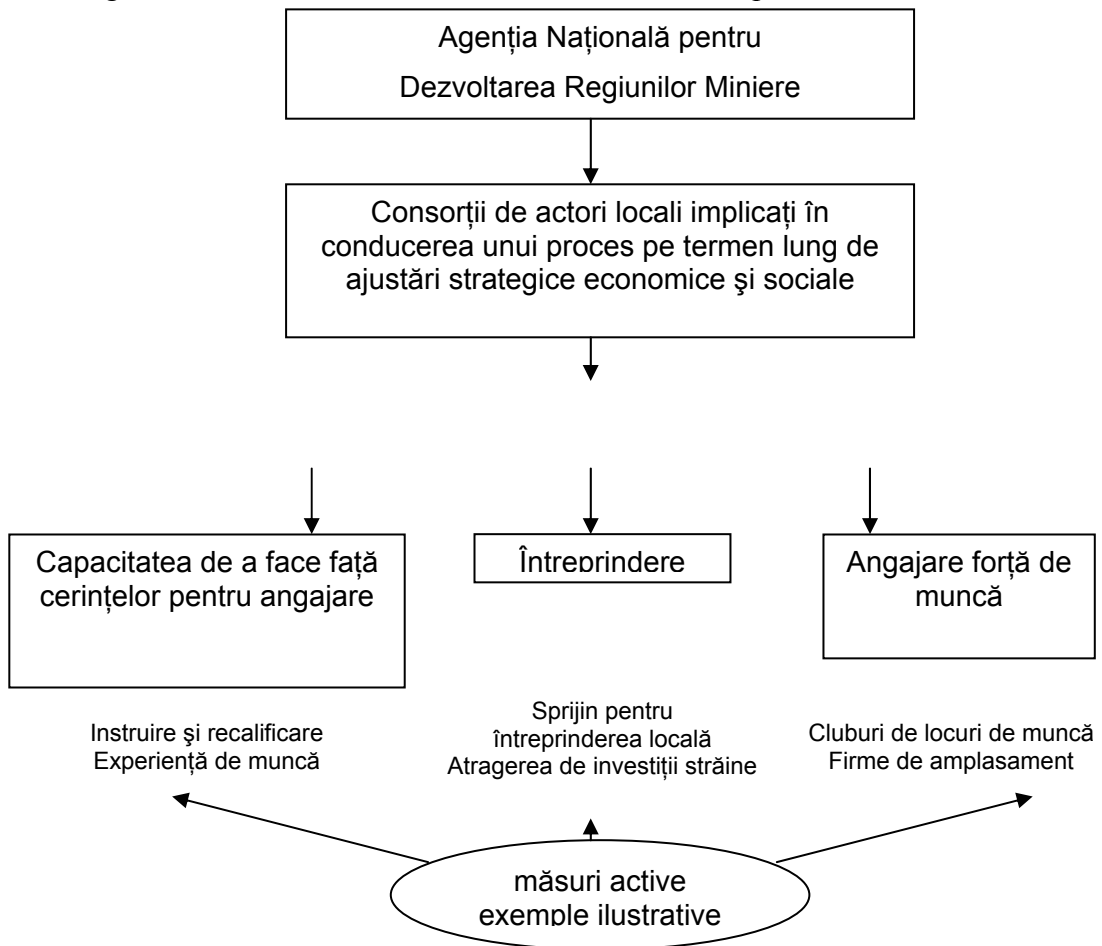 Agenția Națională pentru
Dezvoltarea Regiunilor Miniere
Consorții de actori locali implicați în
conducerea unui proces pe termen lung de
ajustări strategice economice şi sociale
Capacitatea de a face față
cerințelor pentru angajare
Întreprindere
Angajare forță de
muncă
Instruire şi recalificare
Experiență de muncă
Sprijin pentru
întreprinderea locală
Atragerea de investiții străine
Cluburi de locuri de muncă
Firme de amplasament
măsuri active
exemple ilustrative